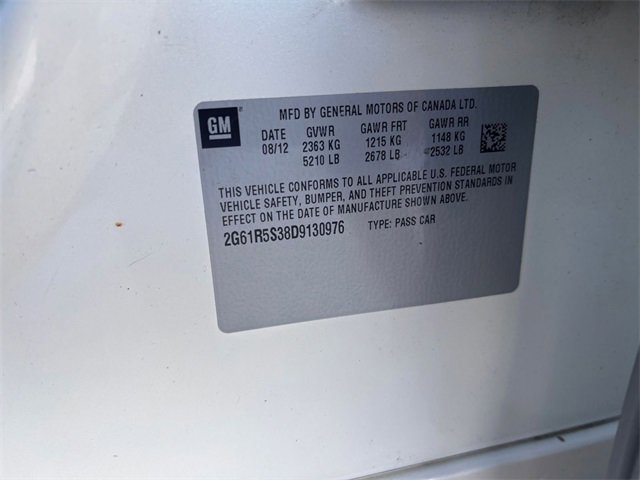 MFD BY GENERAL MOTORS OF CANADA LTD.
GM
DATE GVWR GAWR FRT GAWR RR
08/12 2363 KG 1215 KG 1148 KG
5210 LB 2678 LB 2532 LB
THIS VEHICLE CONFORMS TO ALL APPLICABLE U.S. FEDERAL MOTOR
VEHICLE SAFETY, BUMPER, AND THEFT PREVENTION STANDARDS IN
EFFECT ON THE DATE OF MANUFACTURE SHOWN ABOVE.
2G61R5S38D9130976 TYPE: PASS CAR